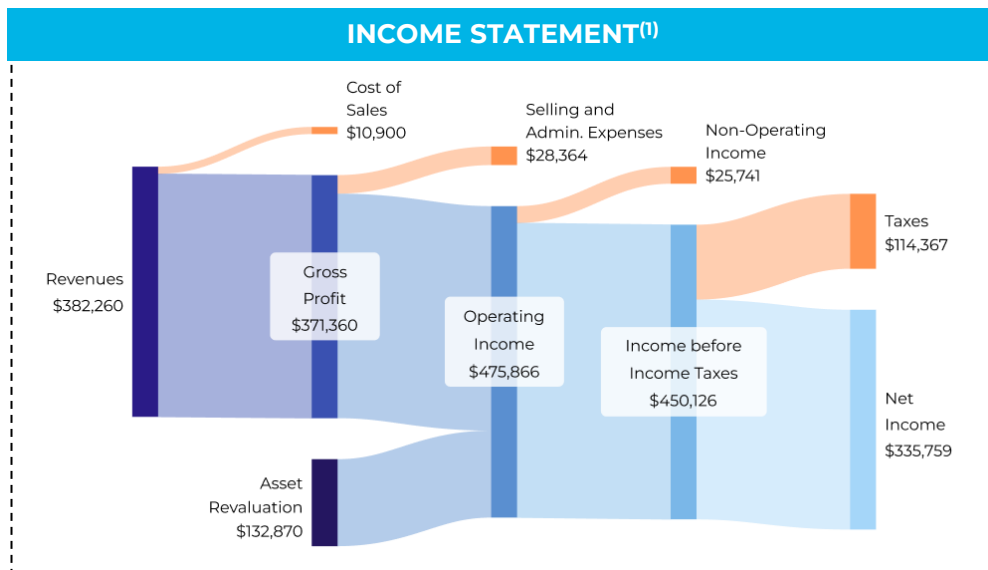 INCOME STATEMENT(1)
Cost of
Sales
$10,900
Selling and
Admin. Expenses
$28,364
Non-Operating
Income
$25,741
Taxes
$114,367
Revenues
$382,260
Gross
Profit
$371,360
Operating
Income
$475,866
Income before
Income Taxes
$450,126
Net
Income
$335,759
Asset
Revaluation
$132,870